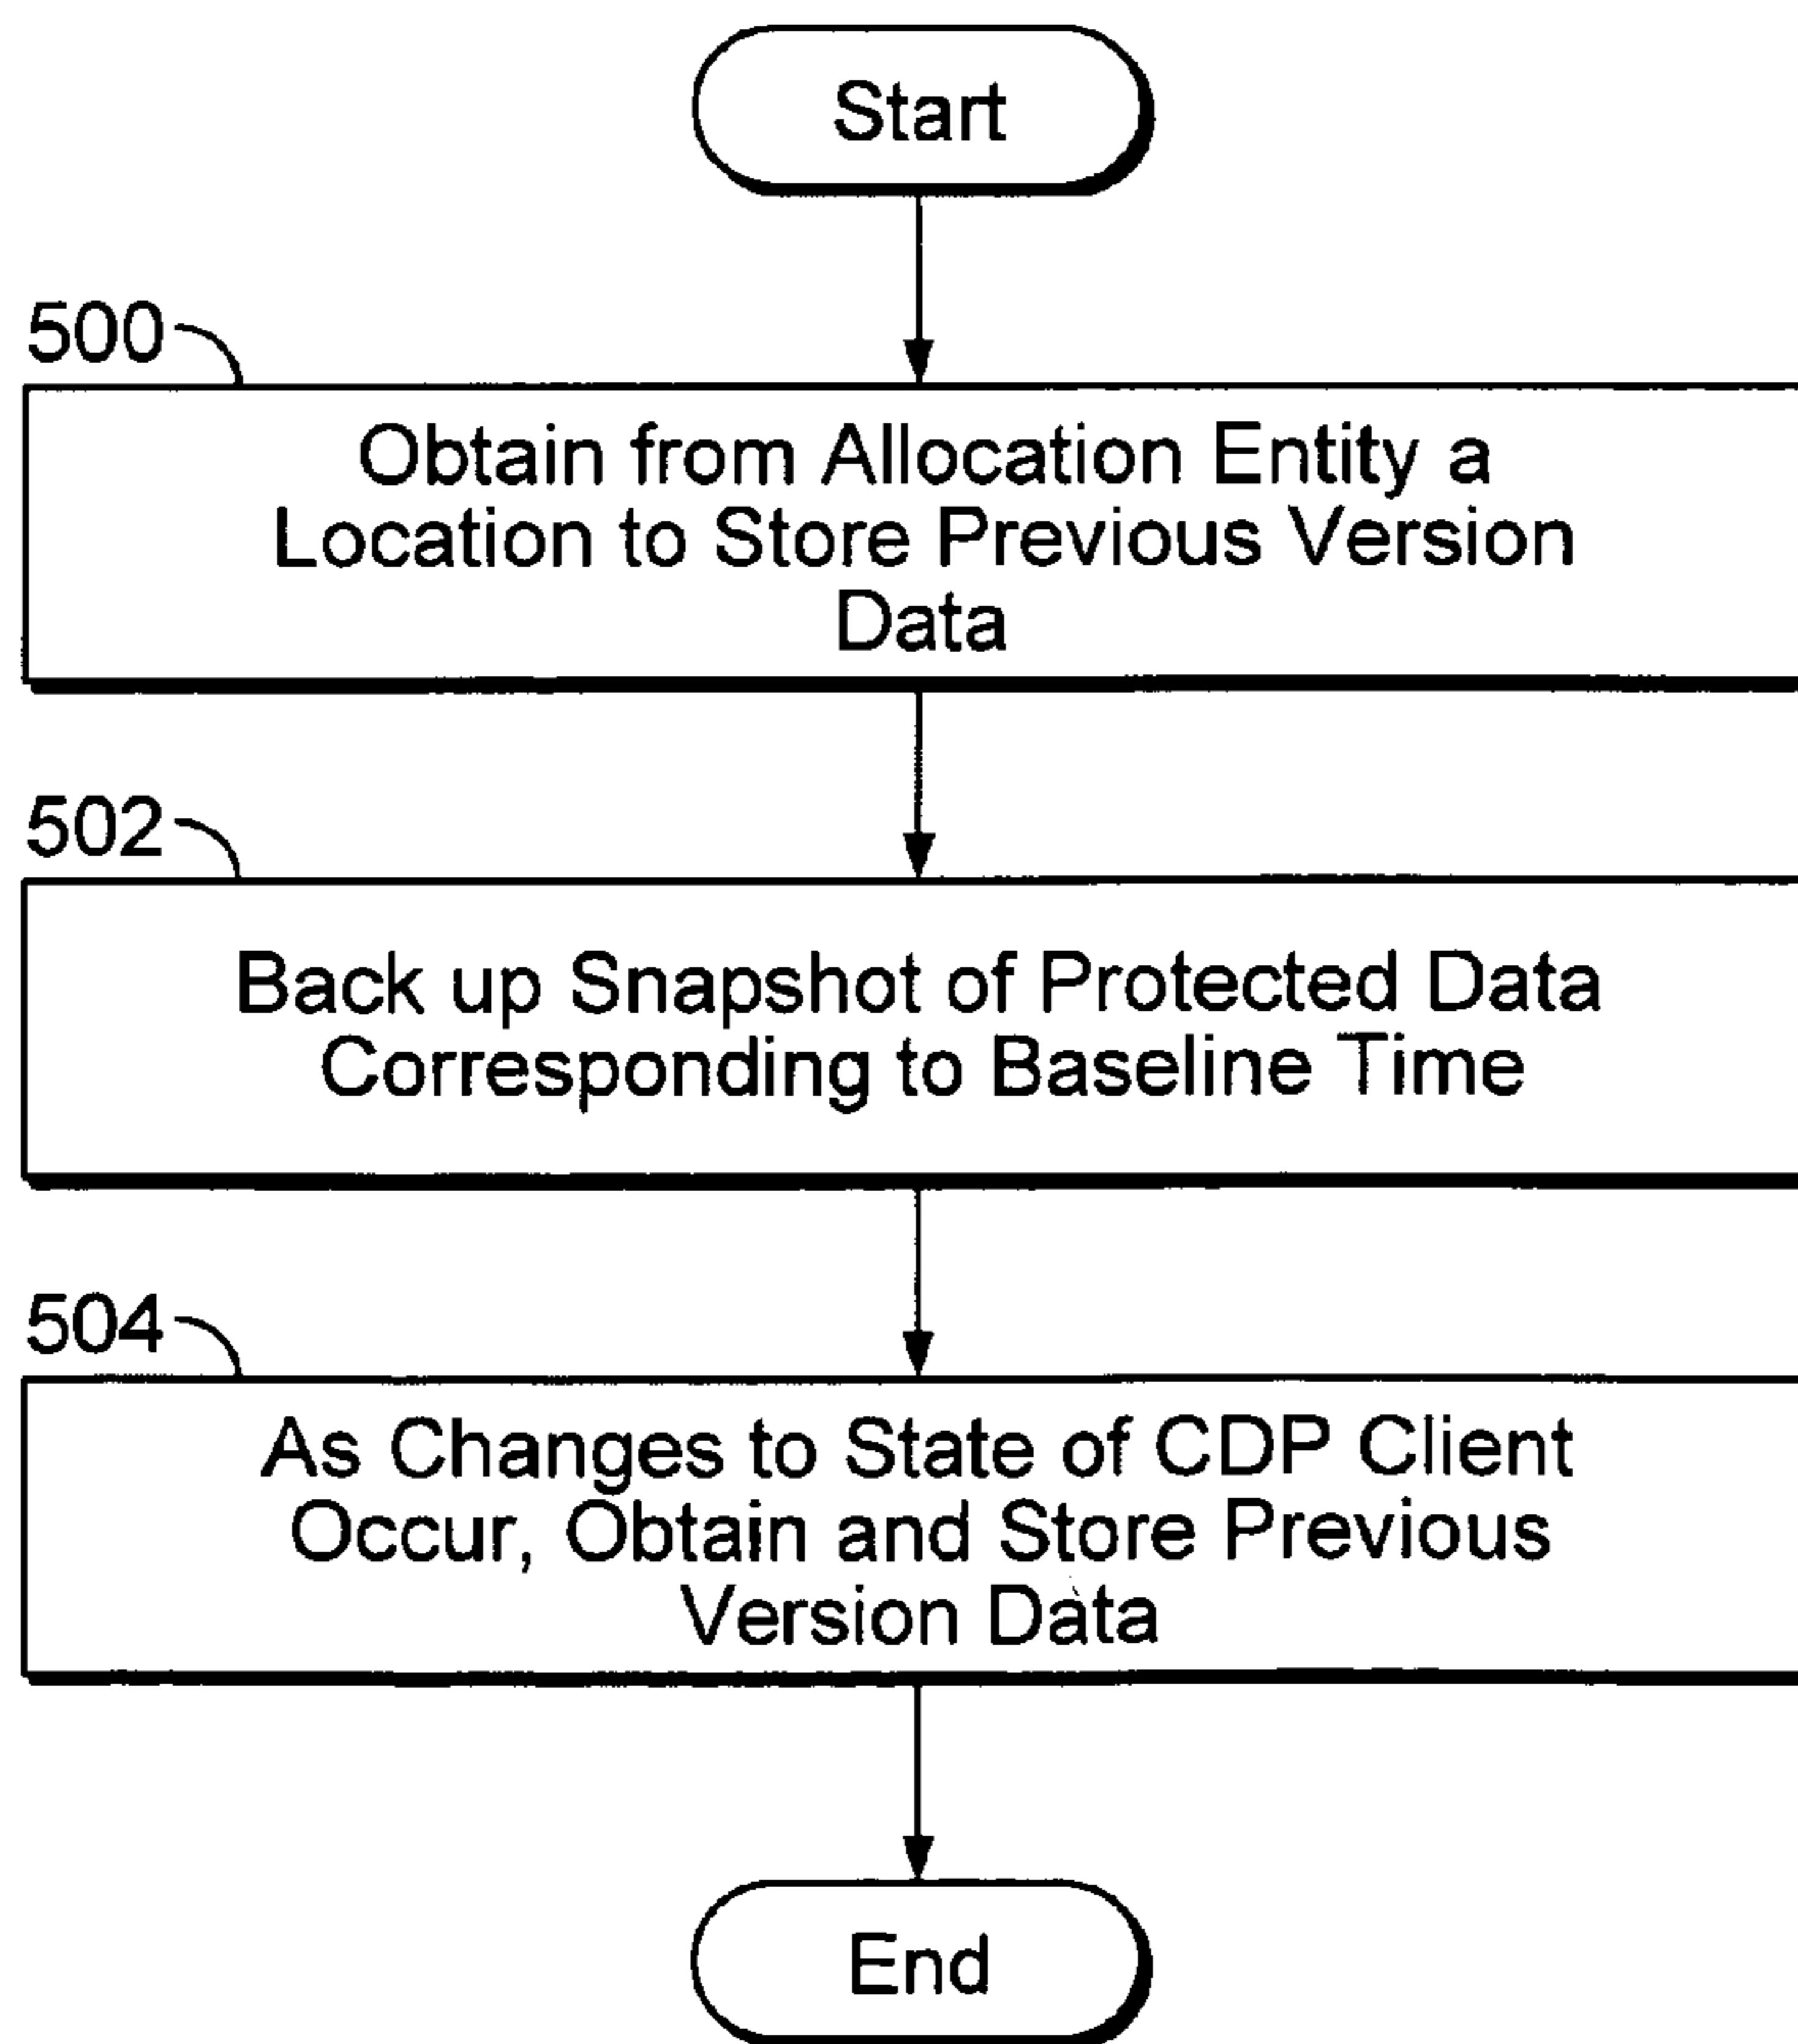 Start
500
Obtain from Allocation Entity a
Location to Store Previous Version
Data
502
Back up Snapshot of Protected Data
Corresponding to Baseline Time
504
As Changes to State of CDP Client
Occur, Obtain and Store Previous
Version Data
End